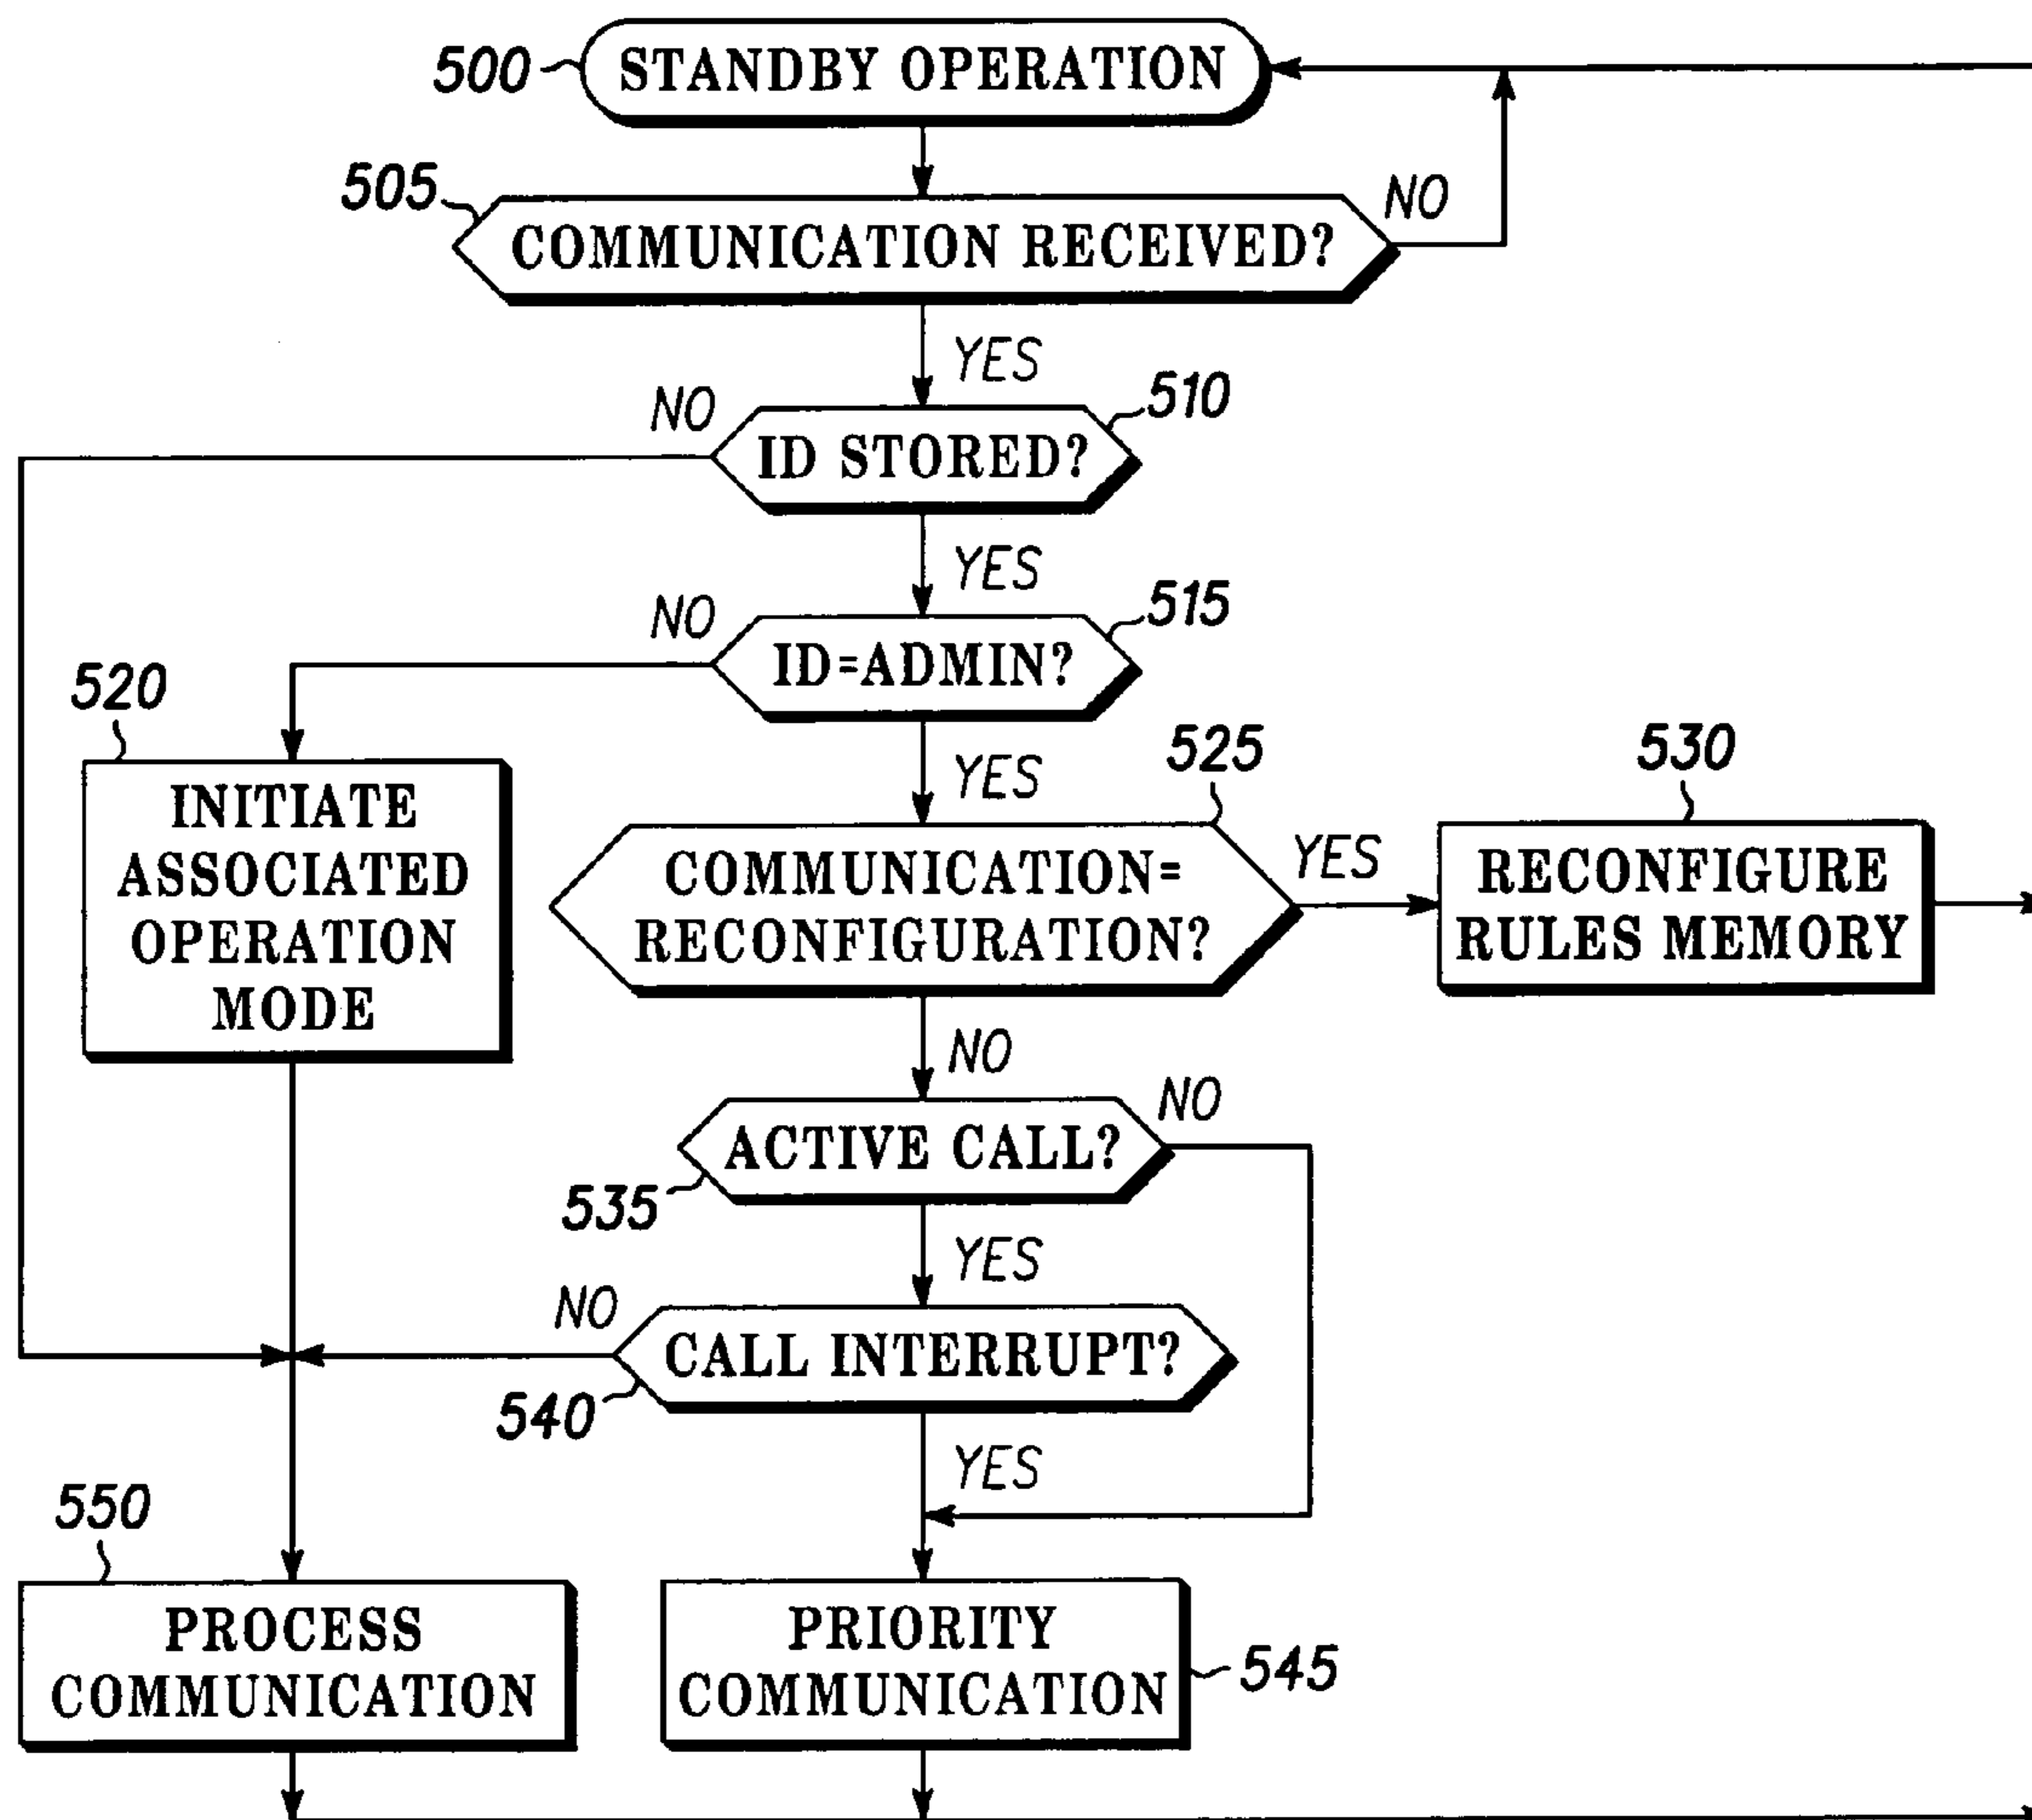 500
STANDBY OPERATION
505
COMMUNICATION RECEIVED?
NO
YES
NO
510
ID STORED?
YES
NO
515
ID=ADMIN?
520
YES
525
530
INITIATE
ASSOCIATED
OPERATION
MODE
COMMUNICATION=
RECONFIGURATION?
YES
RECONFIGURE
RULES MEMORY
NO
NO
ACTIVE CALL?
535
YES
NO
CALL INTERRUPT?
540
YES
550
PROCESS
COMMUNICATION
PRIORITY
COMMUNICATION
545